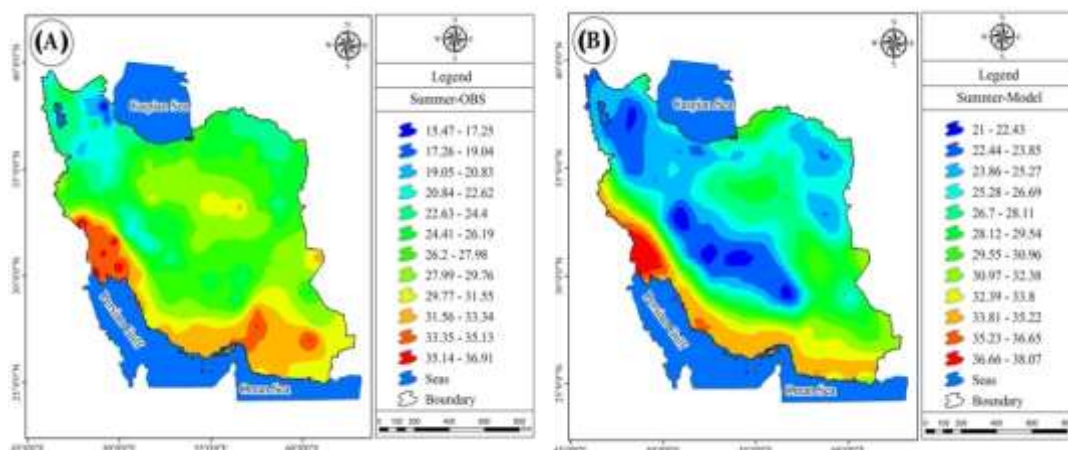 (A)
Caspian Sea
Persian Gulf
Oman Sea
Legend
Summer-OBS
15.47 - 17.25
17.26 - 19.04
19.05 - 20.83
20.84 - 22.62
22.63 - 24.4
24.41 - 26.19
26.2 - 27.98
27.99 - 29.76
29.77 - 31.55
31.56 - 33.34
33.35 - 35.13
35.14 - 36.91
Seas
Boundary
(B)
Caspian Sea
Persian Gulf
Oman Sea
Legend
Summer-Model
21 - 22.43
22.44 - 23.85
23.86 - 25.27
25.28 - 26.69
26.7 - 28.11
28.12 - 29.54
29.55 - 30.96
30.97 - 32.38
32.39 - 33.8
33.81 - 35.22
35.23 - 36.65
36.66 - 38.07
Seas
Boundary